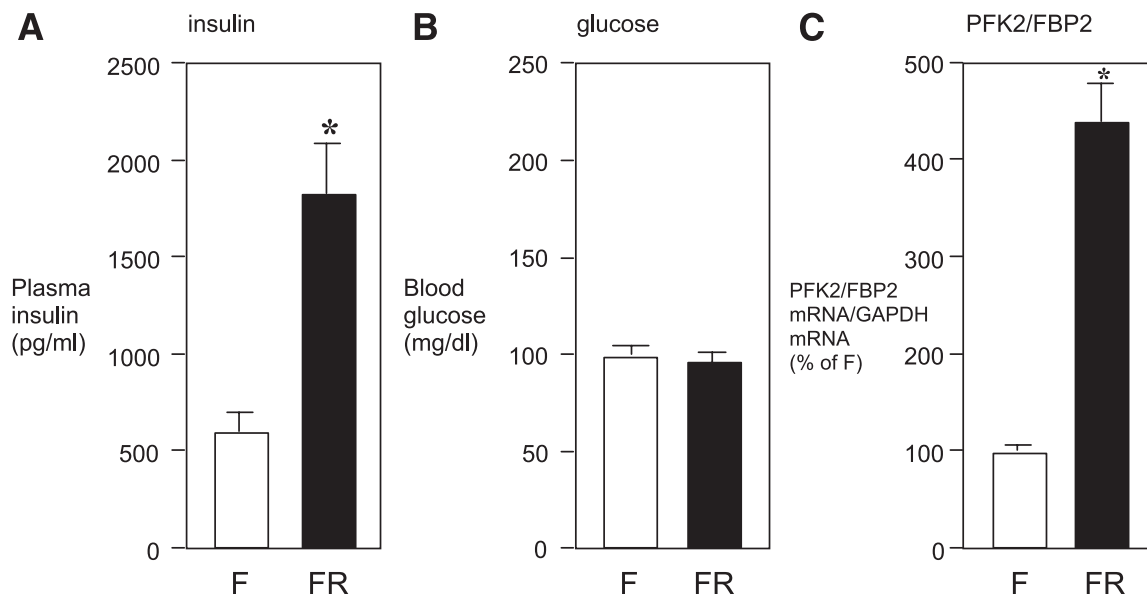 A
insulin
2500
2000
1500
1000
500
0
Plasma
insulin
(pg/ml)
*
F
FR
B
glucose
250
200
150
100
50
0
Blood
glucose
(mg/dl)
F
FR
C
PFK2/FBP2
500
400
300
200
100
0
PFK2/FBP2
mRNA/GAPDH
mRNA
(% of F)
*
F
FR